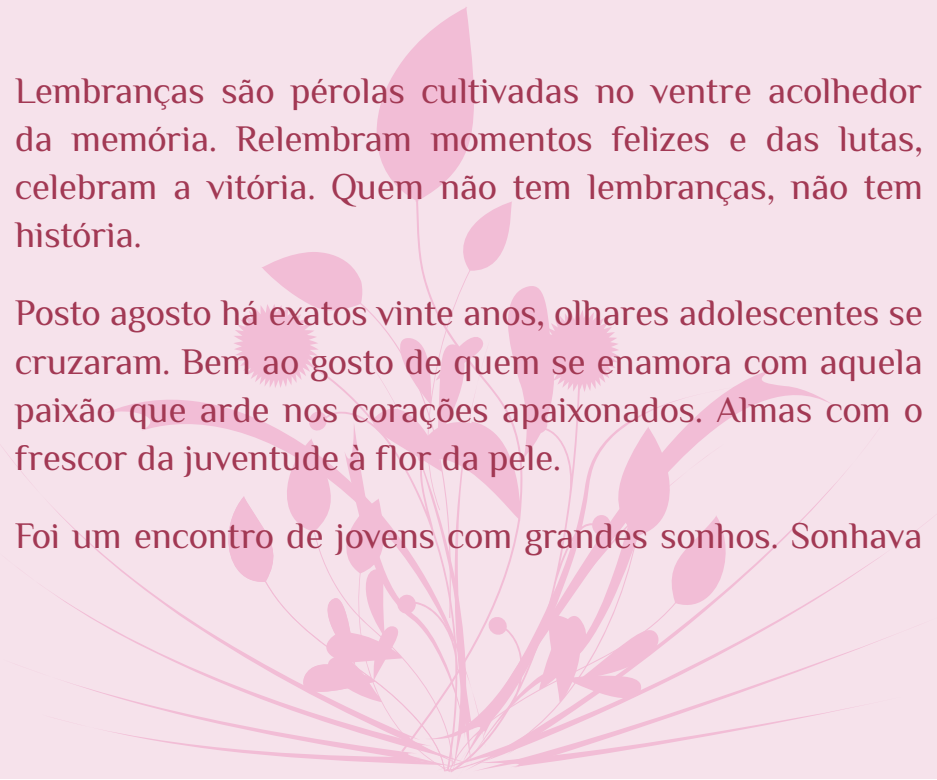 Lembranças são pérolas cultivadas no ventre acolhedor
da memória. Relembram momentos felizes e das lutas,
celebram a vitória. Quem não tem lembranças, não tem
história.
Posto agosto há exatos vinte anos, olhares adolescentes se
cruzaram. Bem ao gosto de quem se enamora com aquela
paixão que arde nos corações apaixonados. Almas com o
frescor da juventude à flor da pele.
Foi um encontro de jovens com grandes sonhos. Sonhava